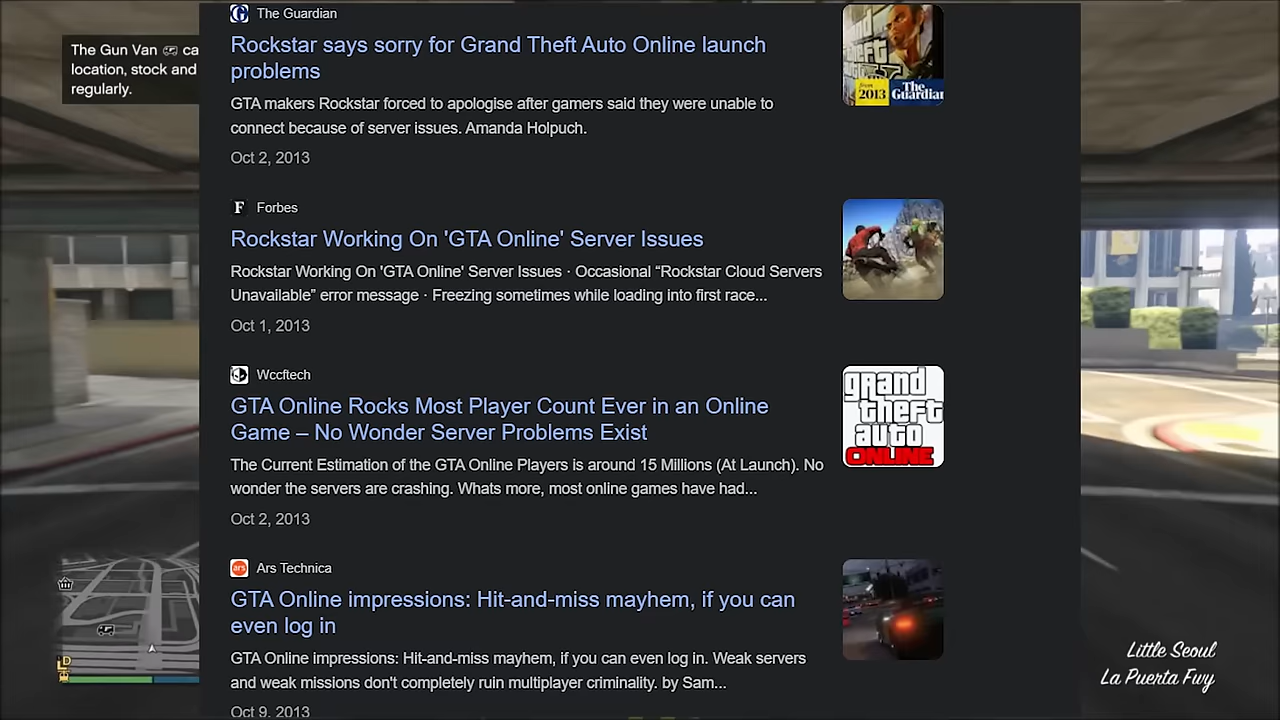 The Guardian
The Gun Van ca
location, stock and
regularly.
Rockstar says sorry for Grand Theft Auto Online launch
problems
GTA makers Rockstar forced to apologise after gamers said they were unable to
connect because of server issues. Amanda Holpuch.
Oct 2, 2013
from
2013
The
Guardian
Forbes
Rockstar Working On 'GTA Online' Server Issues
Rockstar Working On 'GTA Online' Server Issues · Occasional “Rockstar Cloud Servers
Unavailable” error message · Freezing sometimes while loading into first race...
Oct 1, 2013
Wccftech
GTA Online Rocks Most Player Count Ever in an Online
Game – No Wonder Server Problems Exist
The Current Estimation of the GTA Online Players is around 15 Millions (At Launch). No
wonder the servers are crashing. Whats more, most online games have had...
Oct 2, 2013
grand
theft
auto
ONLINE
ars
Ars Technica
GTA Online impressions: Hit-and-miss mayhem, if you can
even log in
GTA Online impressions: Hit-and-miss mayhem, if you can even log in. Weak servers
and weak missions don't completely ruin multiplayer criminality. by Sam...
Oct 9, 2013
Little Seoul
La Puerta Fwy